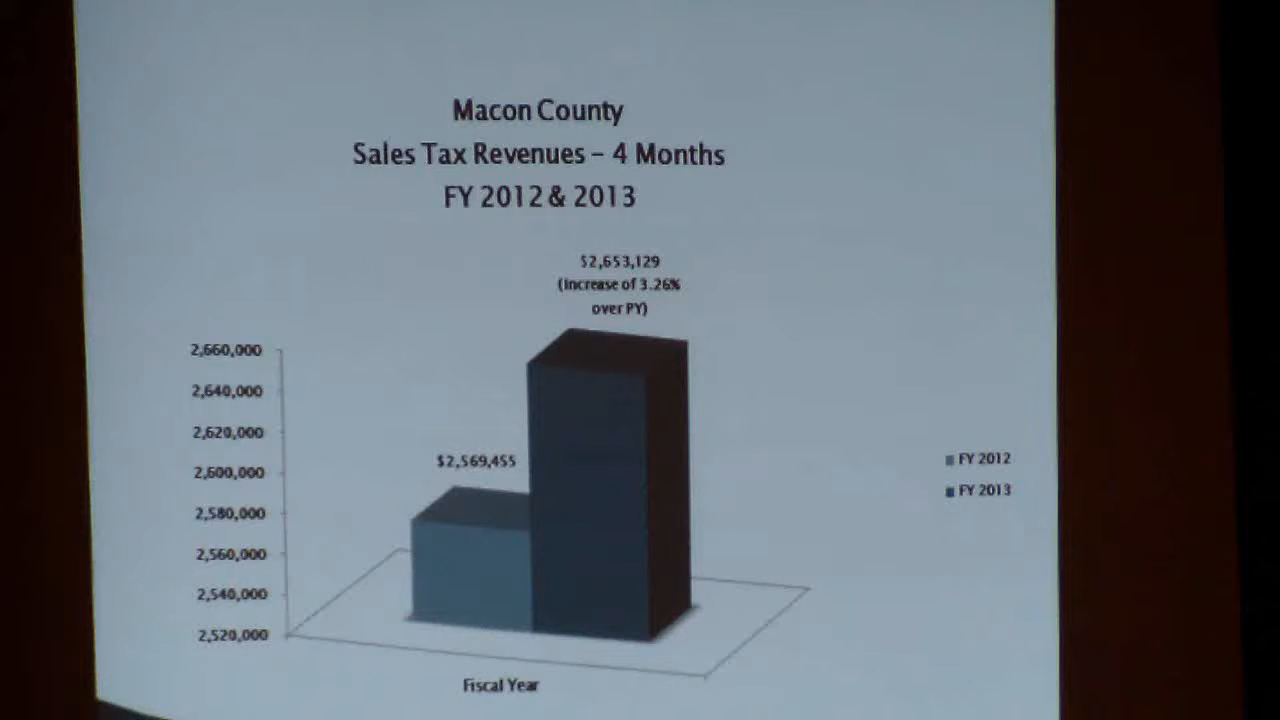 Macon County
Sales Tax Revenues – 4 Months
FY 2012 & 2013
$2,653,129
(Increase of 3.26%
over PY)
2,660,000
2,640,000
2,620,000
2,600,000
2,580,000
2,560,000
2,540,000
2,520,000
$2,569,455
FY 2012
FY 2013
Fiscal Year